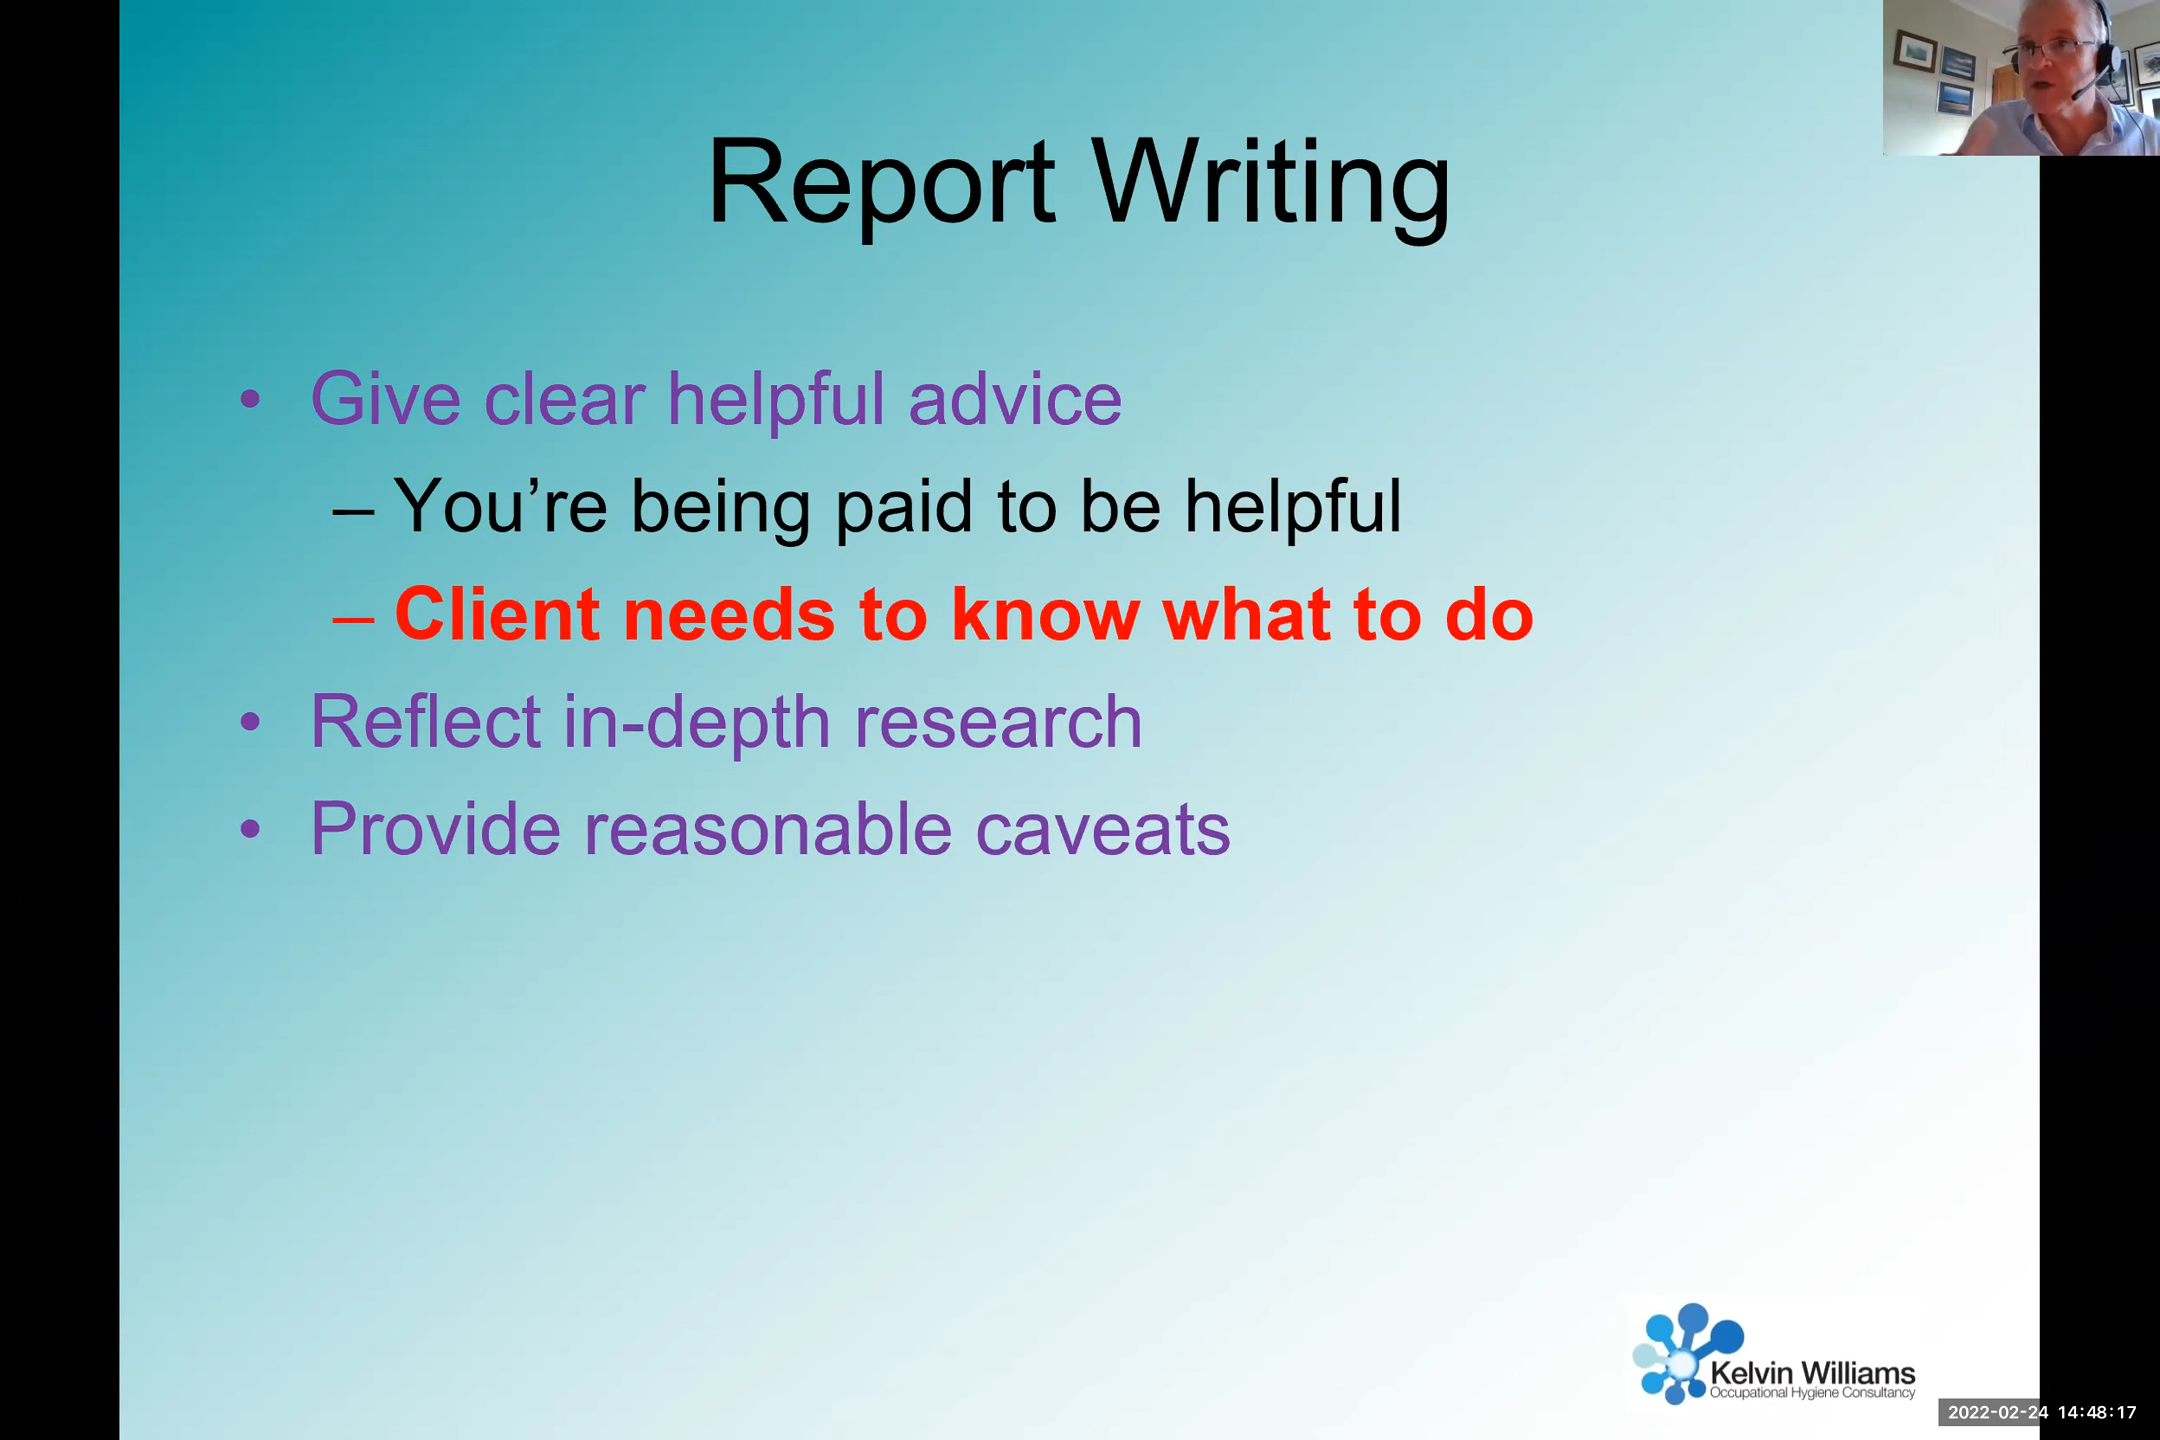 Report Writing
• Give clear helpful advice
– You’re being paid to be helpful
– Client needs to know what to do
• Reflect in-depth research
• Provide reasonable caveats
Kelvin Williams
Occupational Hygiene Consultancy
2022-02-24 14:48:17